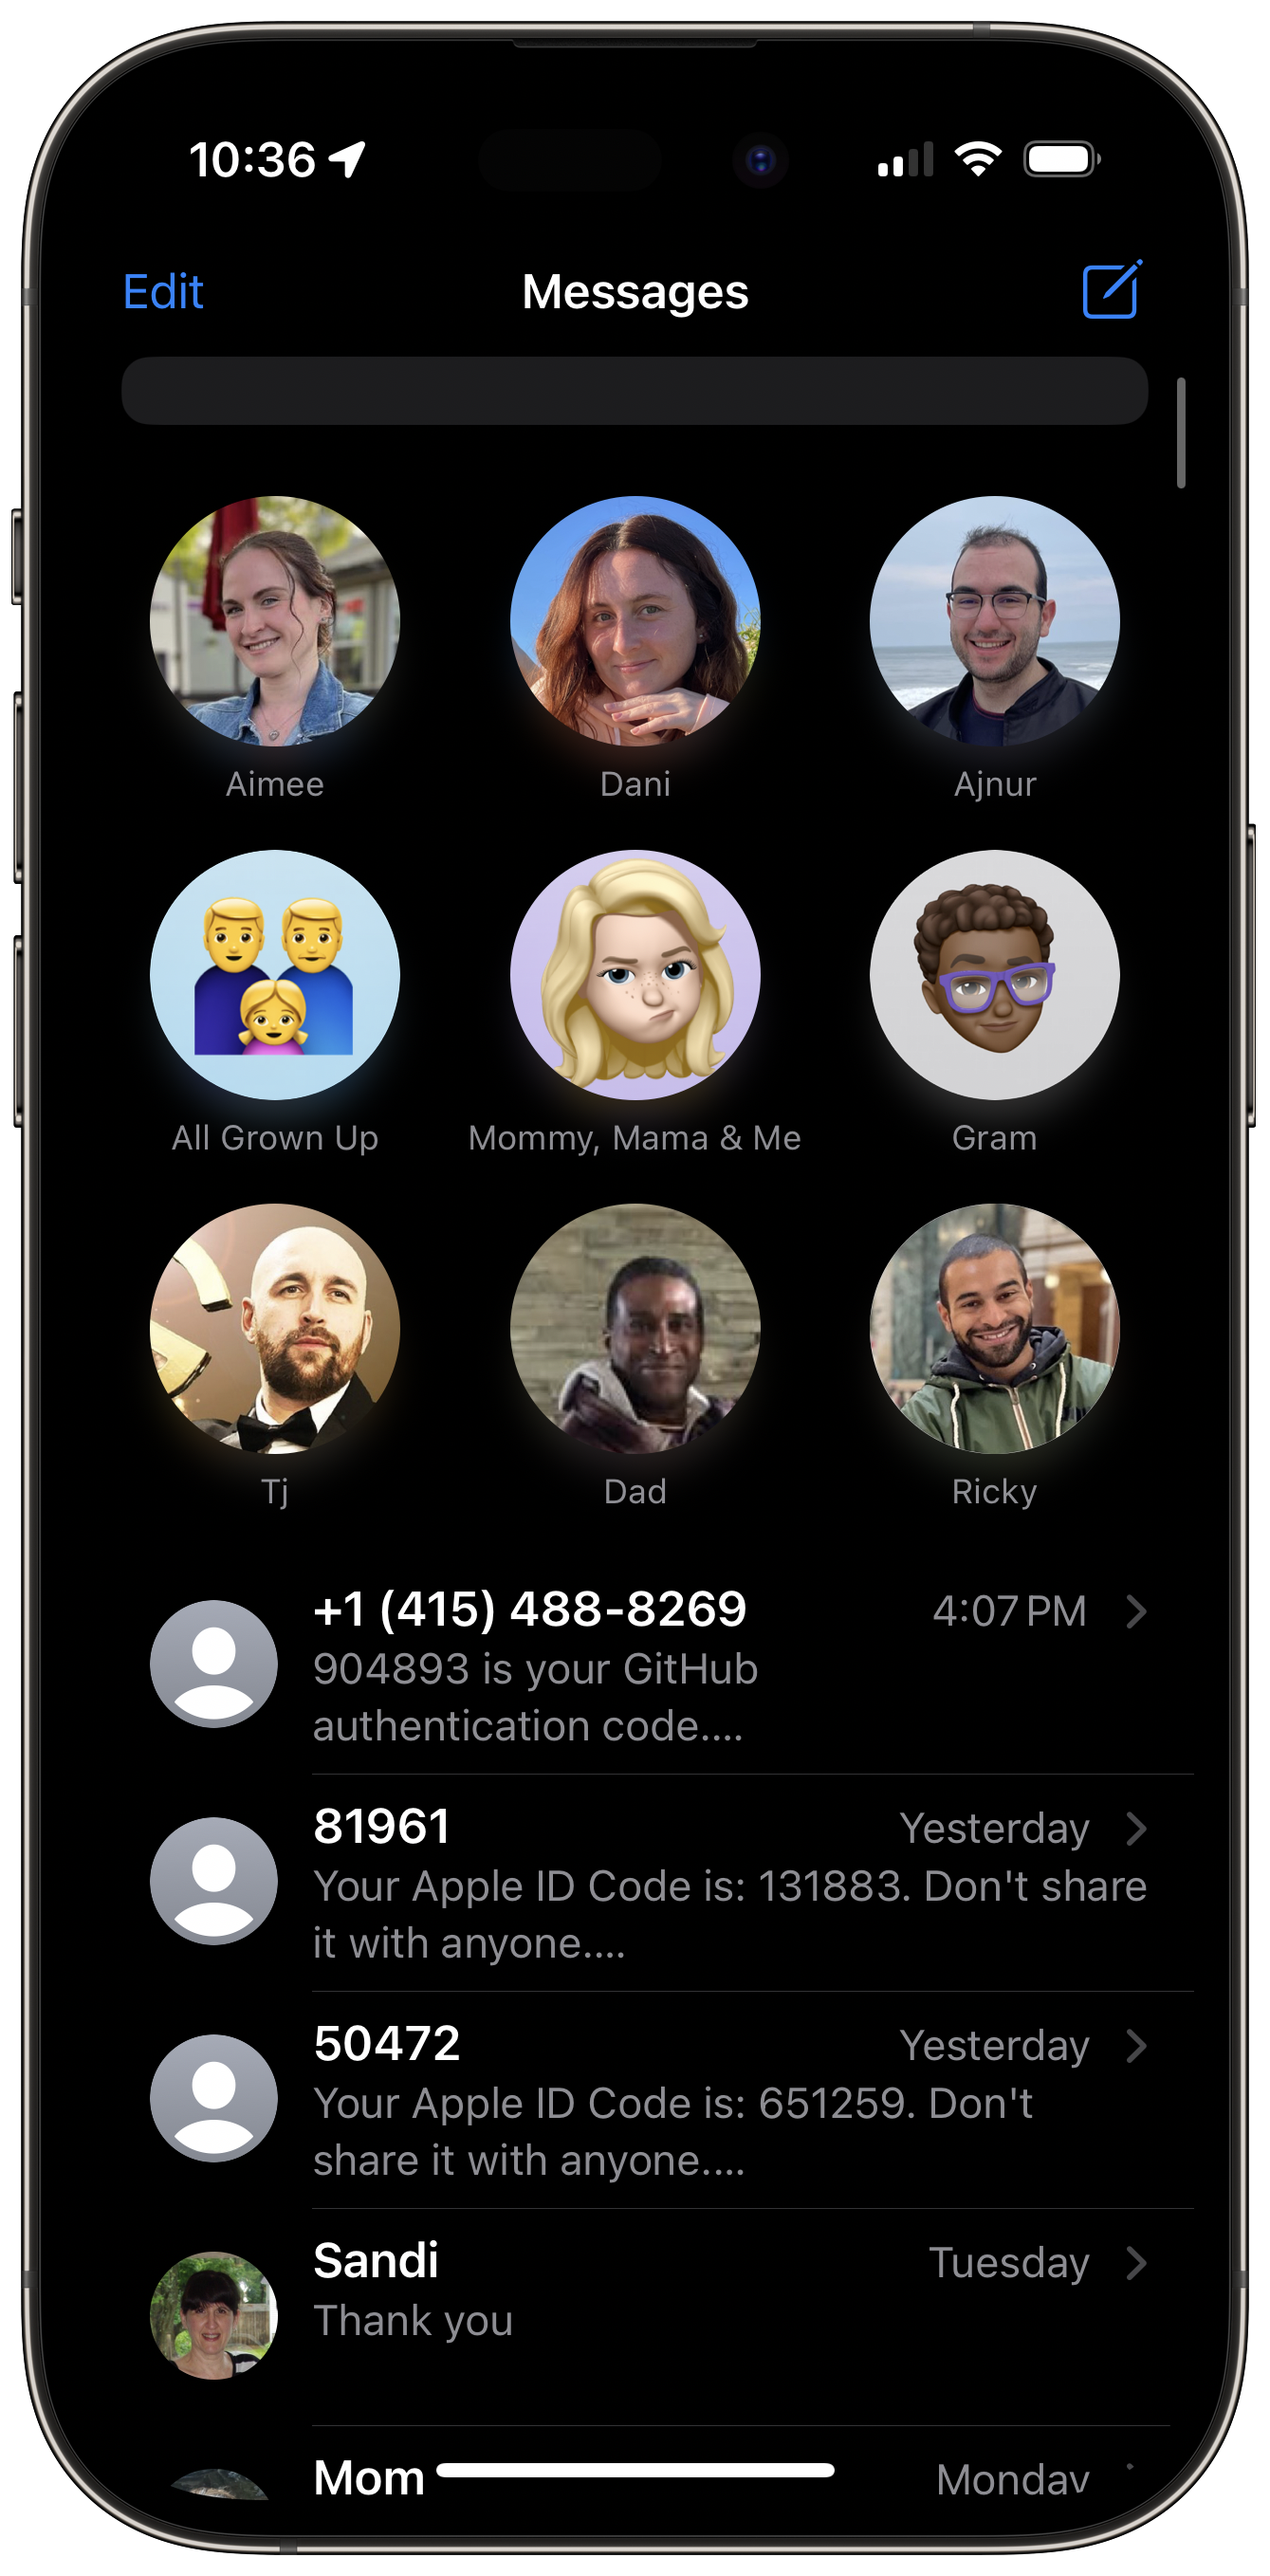 10:36
Edit Messages
Aimee Dani Ajnur
All Grown Up Mommy, Mama & Me Gram
Tj Dad Ricky
+1 (415) 488-8269 4:07 PM
904893 is your GitHub
authentication code....
81961 Yesterday
Your Apple ID Code is: 131883. Don't share
it with anyone....
50472 Yesterday
Your Apple ID Code is: 651259. Don't
share it with anyone....
Sandi Tuesday
Thank you
Mom Monday